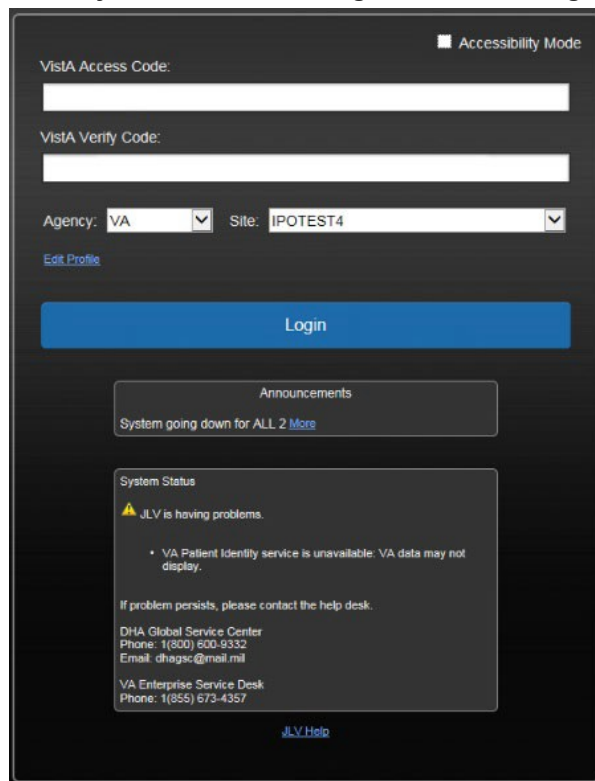 Accessibility Mode
VistA Access Code:
VistA Verify Code:
Agency: VA Site: IPOTEST4
Edit Profile
Login
Announcements
System going down for ALL 2 More
System Status
JLV is having problems.
• VA Patient Identity service is unavailable: VA data may not
display.
If problem persists, please contact the help desk.
DHA Global Service Center
Phone: 1(800) 600-9332
Email: dhagsc@mail.mil
VA Enterprise Service Desk
Phone: 1(855) 673-4357
JLV Help